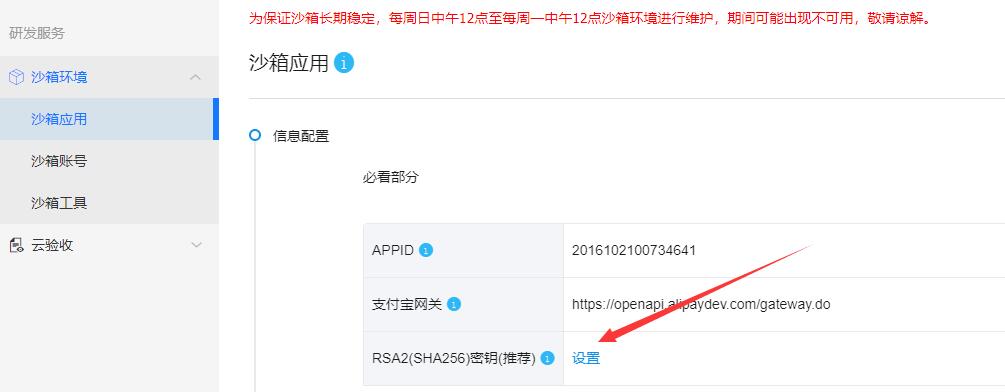 为保证沙箱长期稳定，每周日中午12点至每周一中午12点沙箱环境进行维护，期间可能出现不可用，敬请谅解。
研发服务
沙箱环境
沙箱应用
沙箱账号
沙箱工具
云验收
沙箱应用
信息配置
必看部分
APPID 2016102100734641
支付宝网关 https://openapi.alipaydev.com/gateway.do
RSA2(SHA256)密钥(推荐) 设置